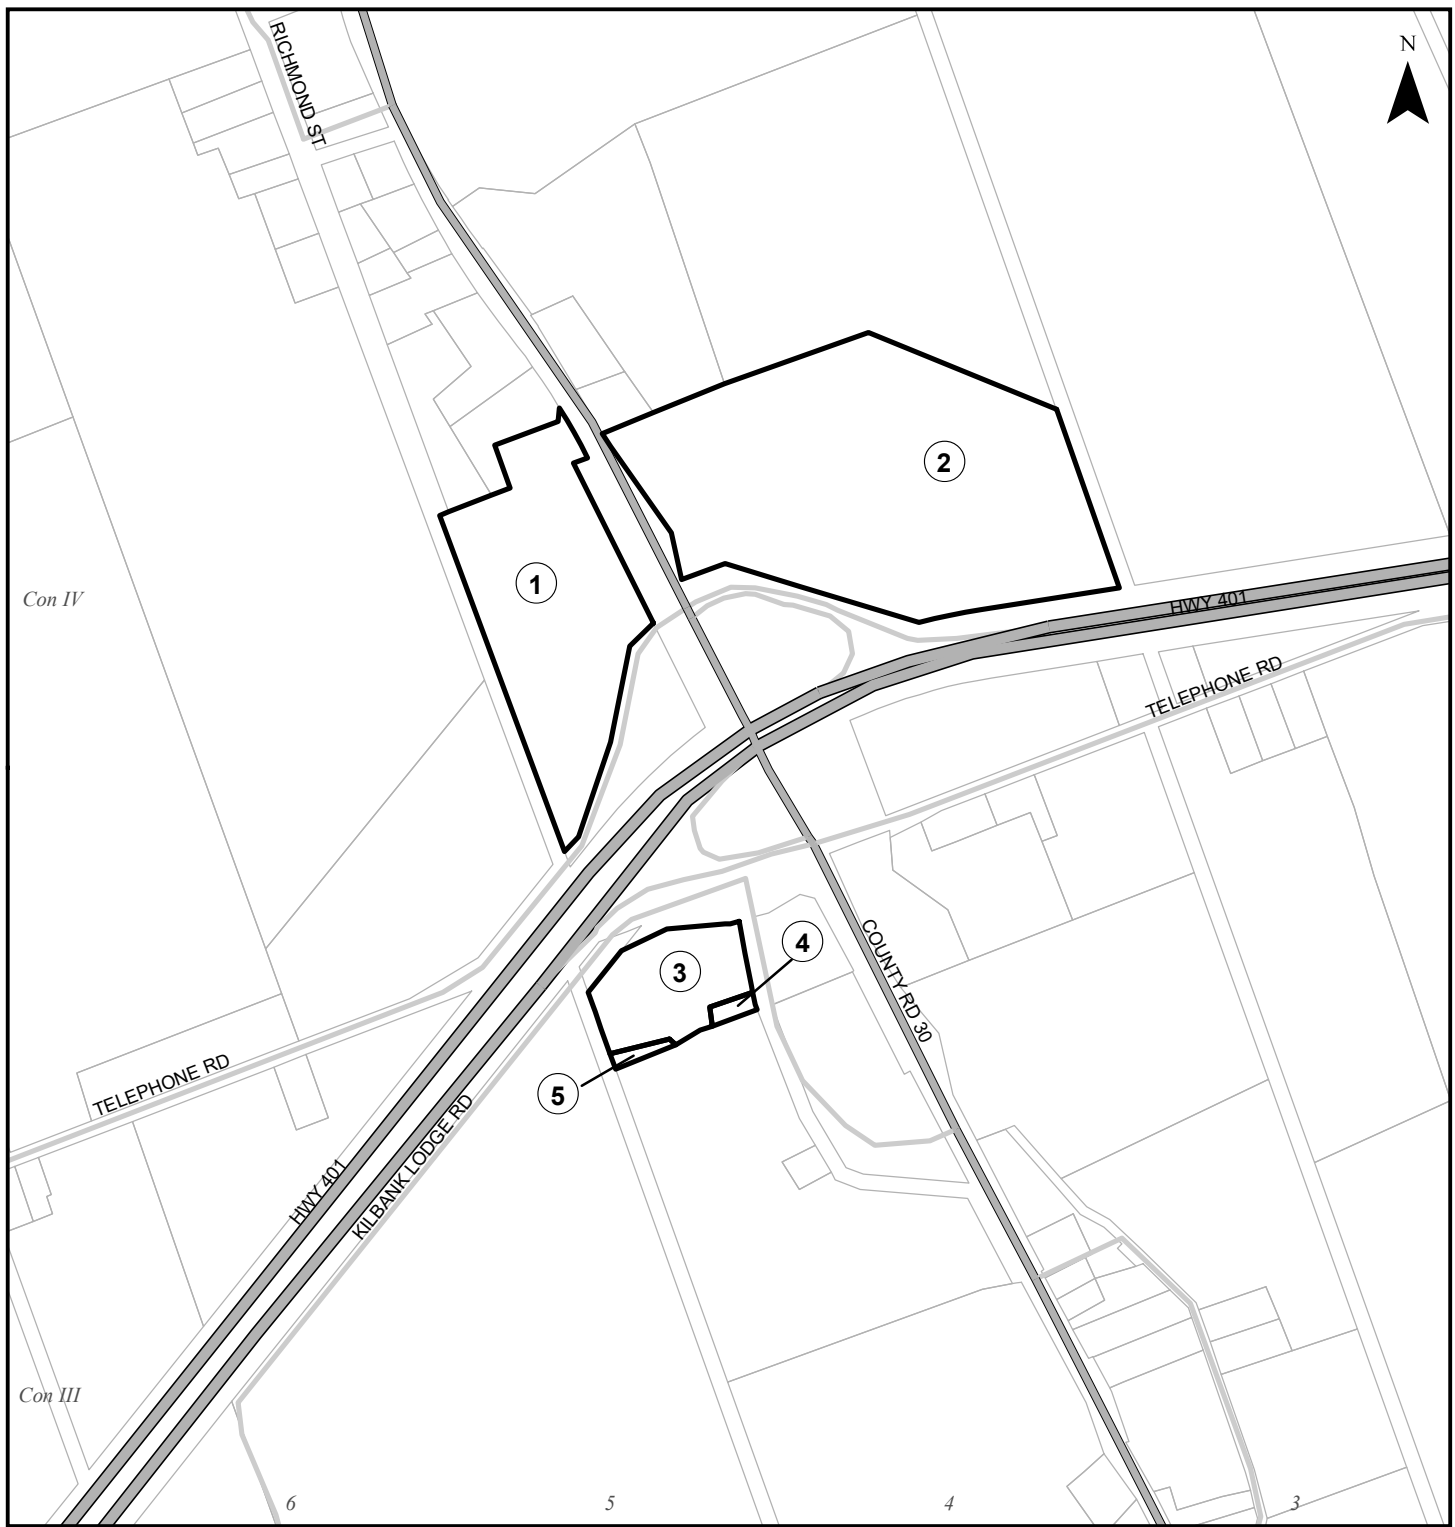 RICHMOND ST
N
2
1
Con IV
HWY 401
TELEPHONE RD
4
3
COUNTY RD 30
TELEPHONE RD
5
HWY 401
KILBANK LODGE RD
Con III
6
5
4
3